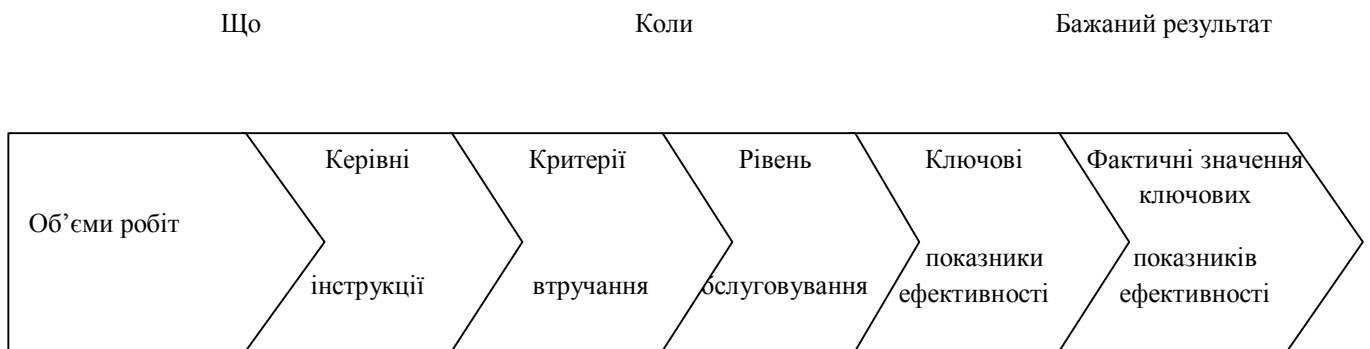 Що
Коли
Бажаний результат
Об’єми робіт
Керівні
інструкції
Критерії
втручання
Рівень
обслуговування
Ключові
показники
ефективності
Фактичні значення
ключових
показників
ефективності